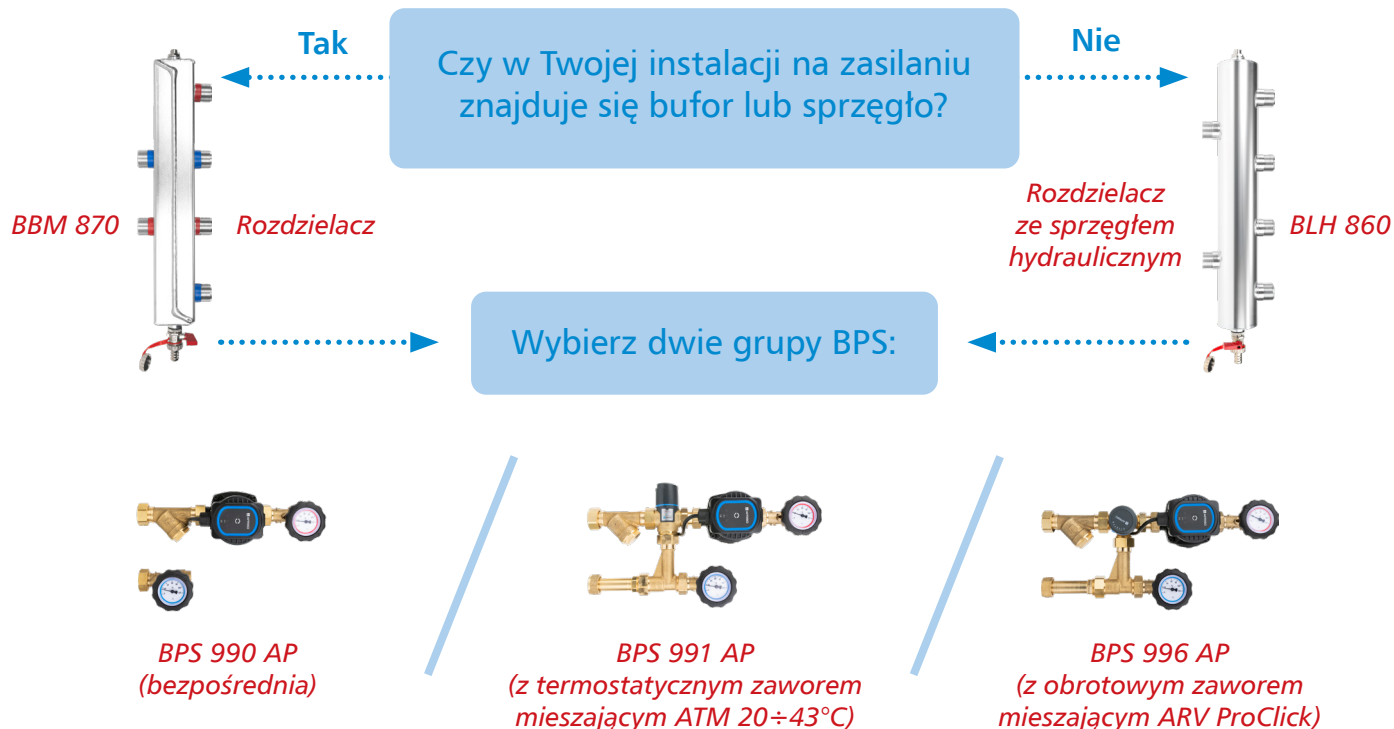 Tak
Czy w Twojej instalacji na zasilaniu
znajduje się bufor lub sprzęgło?
Nie
BBM 870
Rozdzielacz
Rozdzielacz
ze sprzęgłem
hydraulicznym
BLH 860
Wybierz dwie grupy BPS:
BPS 990 AP
(bezpośrednia)
BPS 991 AP
(z termostatycznym zaworem
mieszającym ATM 20÷43°C)
BPS 996 AP
(z obrotowym zaworem
mieszającym ARV ProClick)